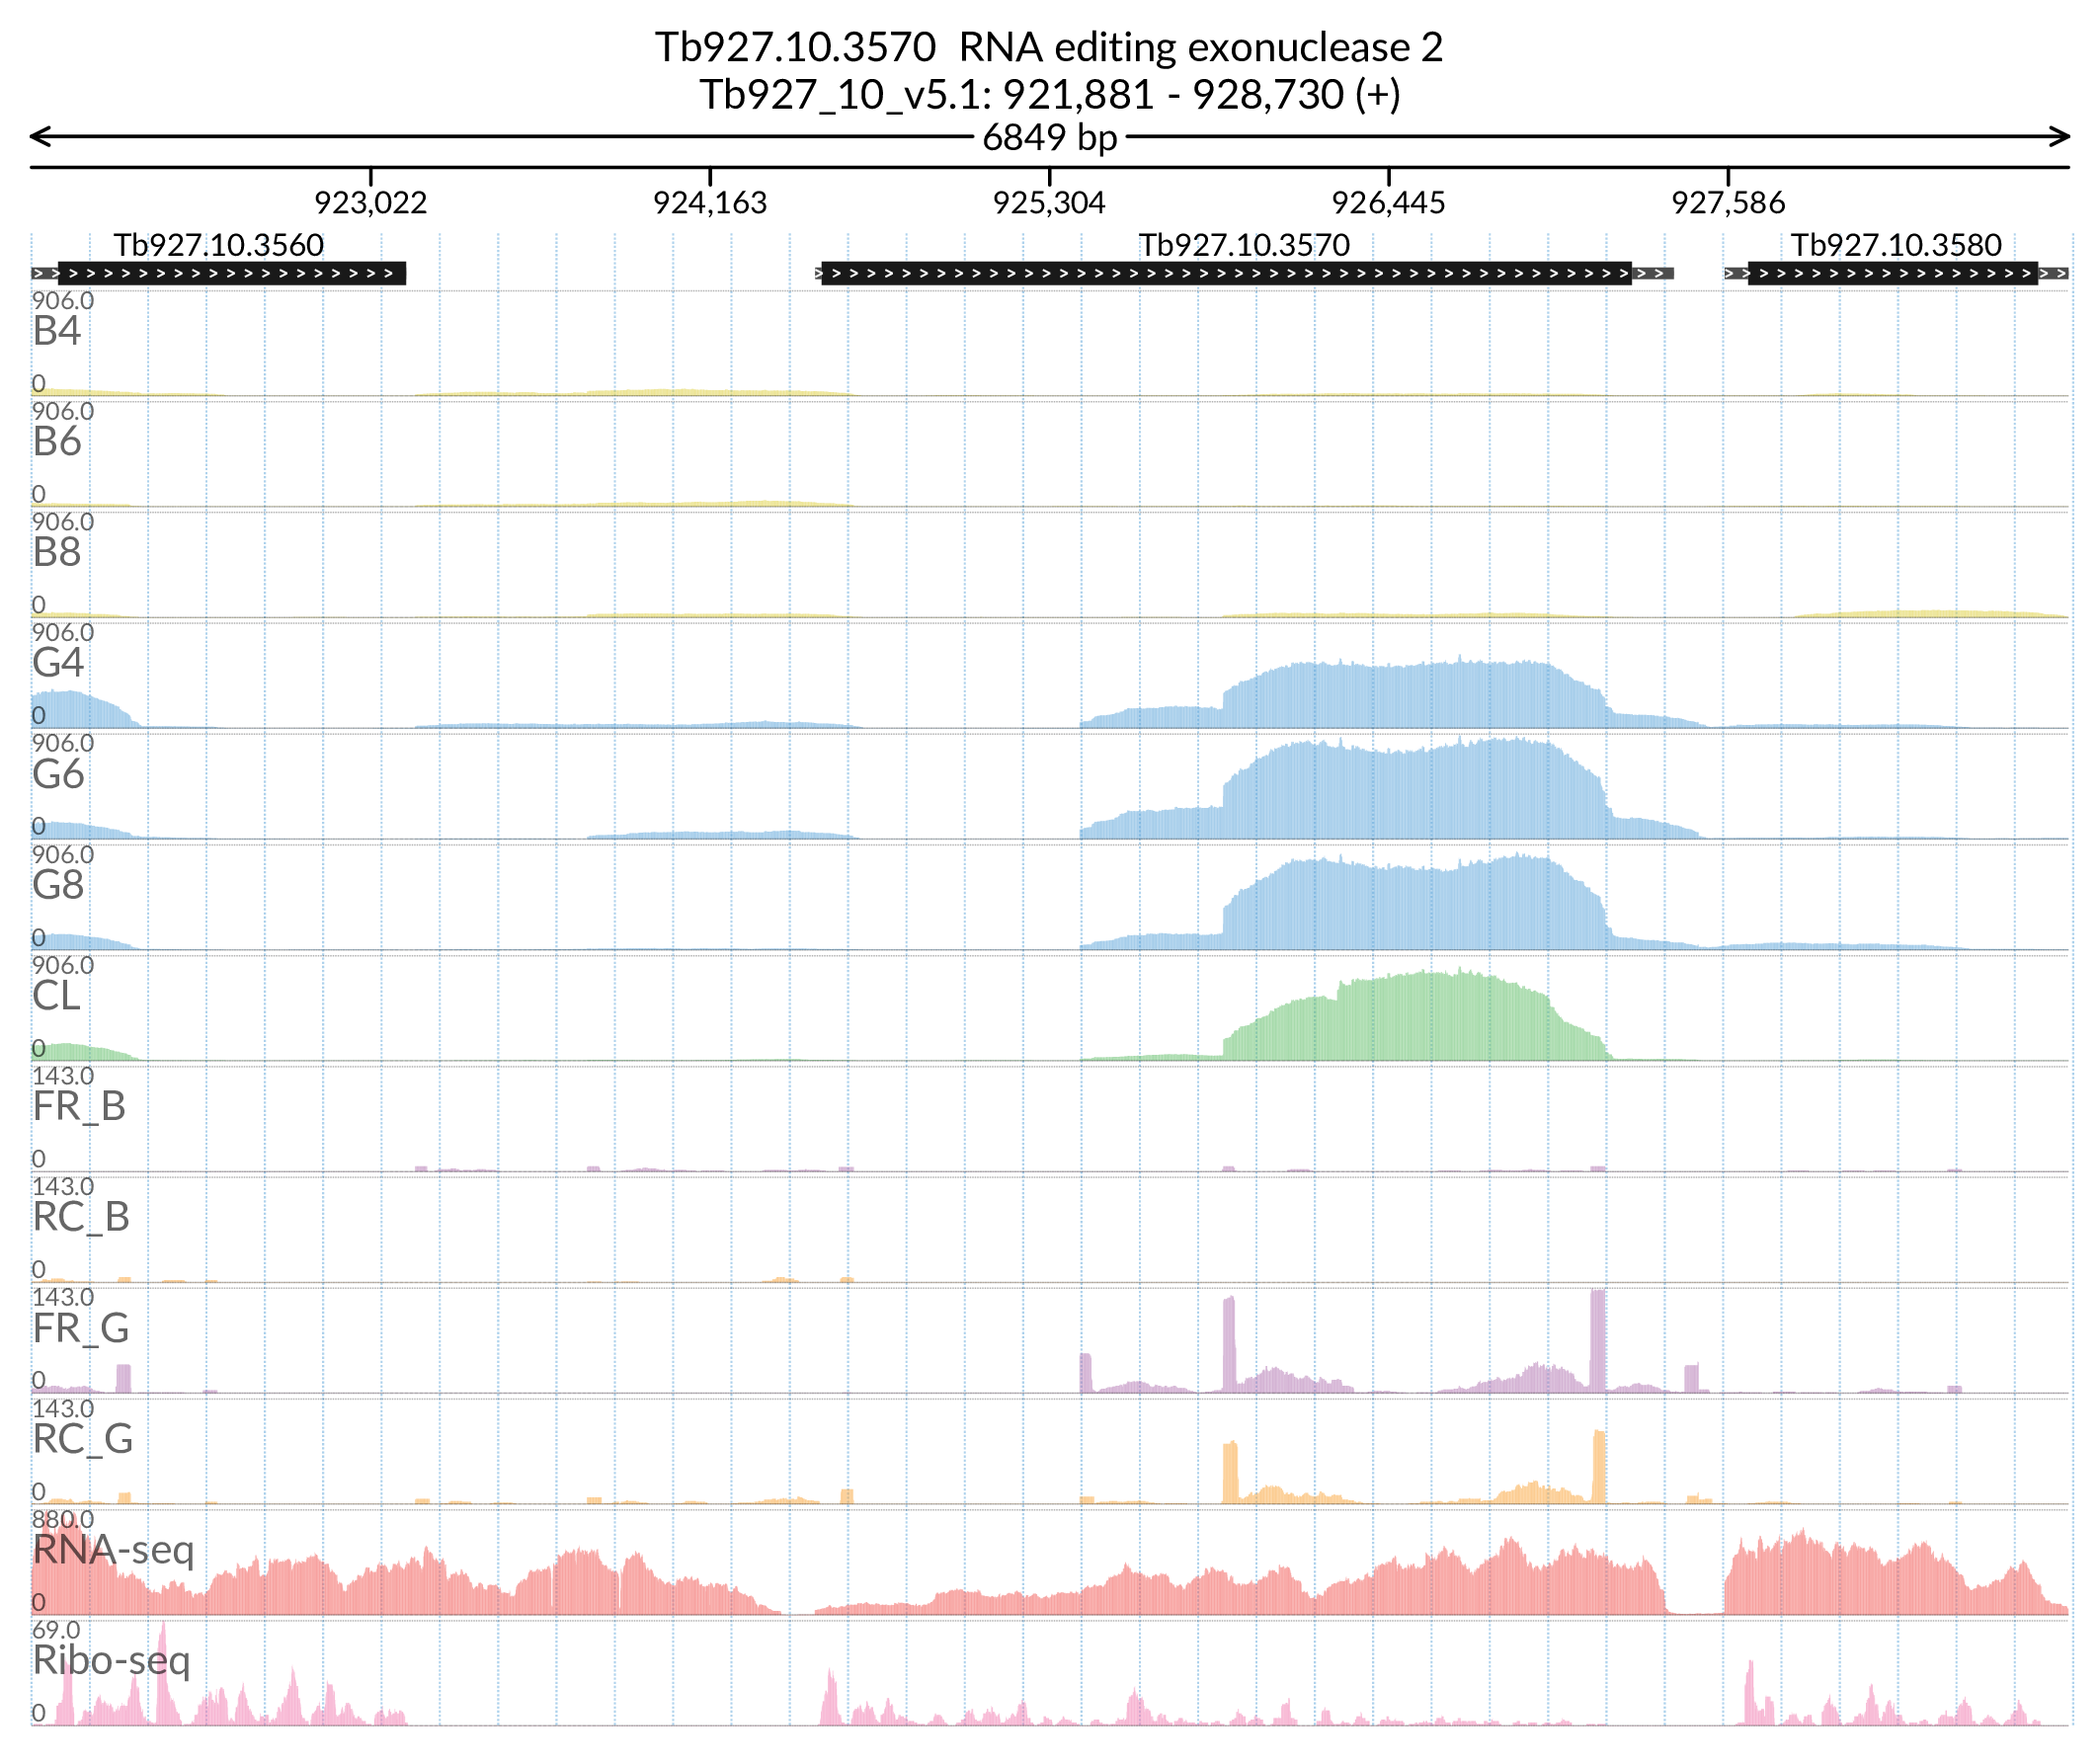 Tb927.10.3570 RNA editing exonuclease 2
Tb927_10_v5.1: 921,881 - 928,730 (+)
6849 bp
923,022 924,163 925,304 926,445 927,586
Tb927.10.3560 Tb927.10.3570 Tb927.10.3580
906.0
B4
0
906.0
B6
0
906.0
B8
0
906.0
G4
0
906.0
G6
0
906.0
G8
0
906.0
CL
0
143.0
FR_B
0
143.0
RC_B
0
143.0
FR_G
0
143.0
RC_G
0
880.0
RNA-seq
0
69.0
Ribo-seq
0